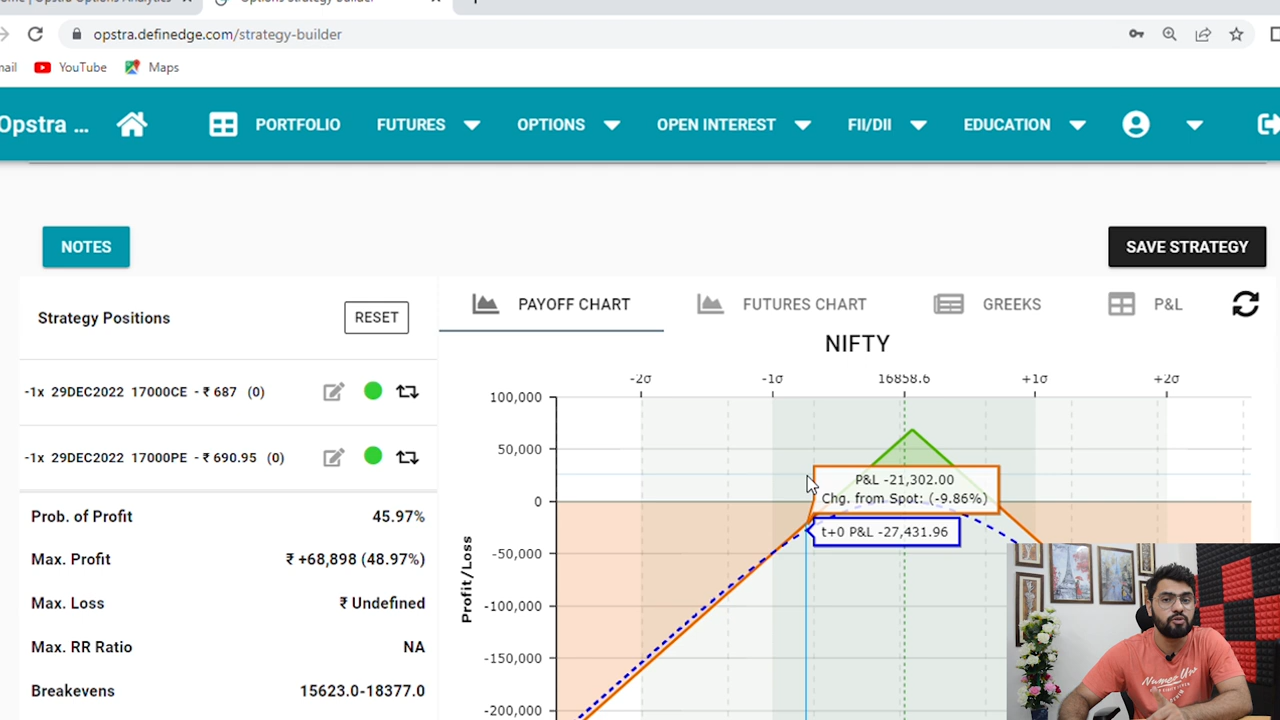 Options Strategy Builder
opstra.definedge.com/strategy-builder
YouTube
Maps
Opstra ...
PORTFOLIO
FUTURES
OPTIONS
OPEN INTEREST
FII/DII
EDUCATION
NOTES
SAVE STRATEGY
Strategy Positions
RESET
PAYOFF CHART
FUTURES CHART
GREEKS
P&L
NIFTY
-1x 29DEC2022 17000CE - ₹ 687 (0)
-1x 29DEC2022 17000PE - ₹ 690.95 (0)
Prob. of Profit 45.97%
Max. Profit ₹ +68,898 (48.97%)
Max. Loss ₹ Undefined
Max. RR Ratio NA
Breakevens 15623.0-18377.0
-2σ -1σ 16858.6 +1σ +2σ
100,000
50,000
0
-50,000
-100,000
-150,000
-200,000
Profit/Loss
P&L -21,302.00
Chg. from Spot: (-9.86%)
t+0 P&L -27,431.96